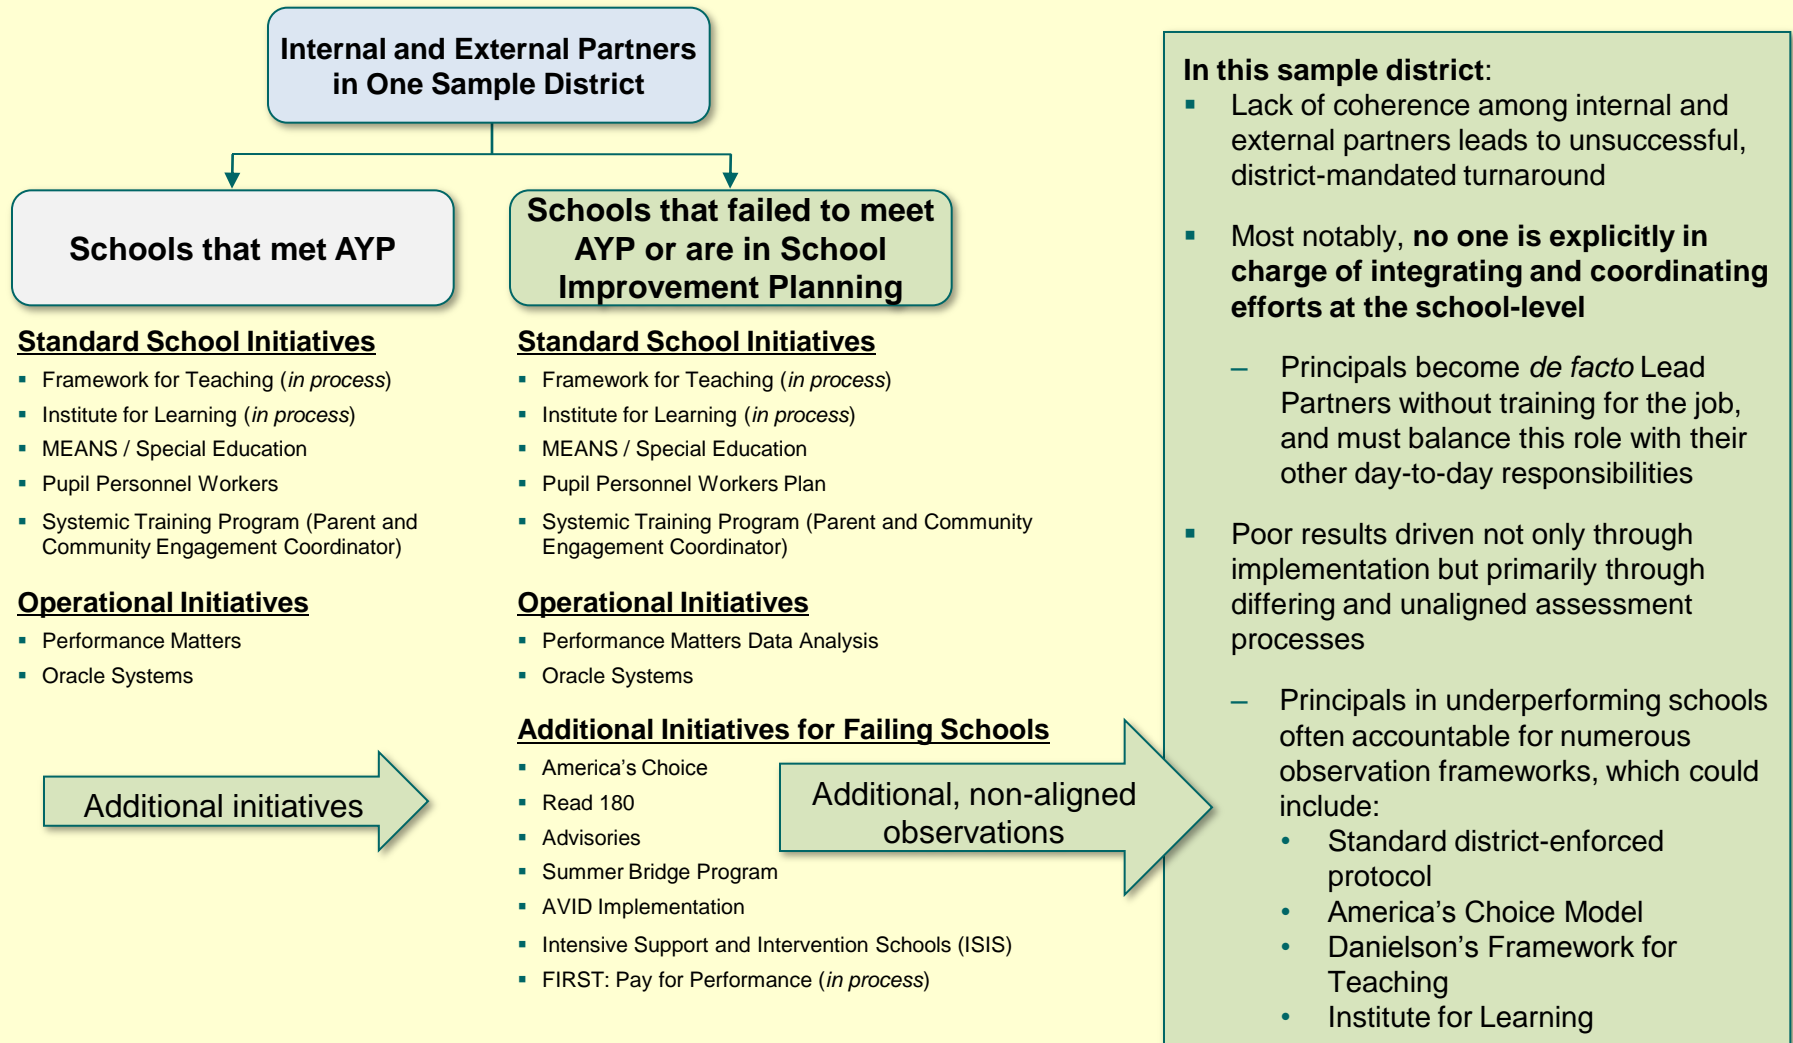 Internal and External Partners
in One Sample District
Schools that met AYP
Standard School Initiatives
▪ Framework for Teaching (in process)
▪ Institute for Learning (in process)
▪ MEANS / Special Education
▪ Pupil Personnel Workers
▪ Systemic Training Program (Parent and
Community Engagement Coordinator)
Operational Initiatives
▪ Performance Matters
▪ Oracle Systems
Additional initiatives
Schools that failed to meet
AYP or are in School
Improvement Planning
Standard School Initiatives
▪ Framework for Teaching (in process)
▪ Institute for Learning (in process)
▪ MEANS / Special Education
▪ Pupil Personnel Workers Plan
▪ Systemic Training Program (Parent and Community
Engagement Coordinator)
Operational Initiatives
▪ Performance Matters Data Analysis
▪ Oracle Systems
Additional Initiatives for Failing Schools
▪ America's Choice
▪ Read 180
▪ Advisories
▪ Summer Bridge Program
▪ AVID Implementation
▪ Intensive Support and Intervention Schools (ISIS)
▪ FIRST: Pay for Performance (in process)
Additional, non-aligned
observations
In this sample district:
▪ Lack of coherence among internal and
external partners leads to unsuccessful,
district-mandated turnaround
▪ Most notably, no one is explicitly in
charge of integrating and coordinating
efforts at the school-level
– Principals become de facto Lead
Partners without training for the job,
and must balance this role with their
other day-to-day responsibilities
▪ Poor results driven not only through
implementation but primarily through
differing and unaligned assessment
processes
– Principals in underperforming schools
often accountable for numerous
observation frameworks, which could
include:
• Standard district-enforced
protocol
• America's Choice Model
• Danielson's Framework for
Teaching
• Institute for Learning